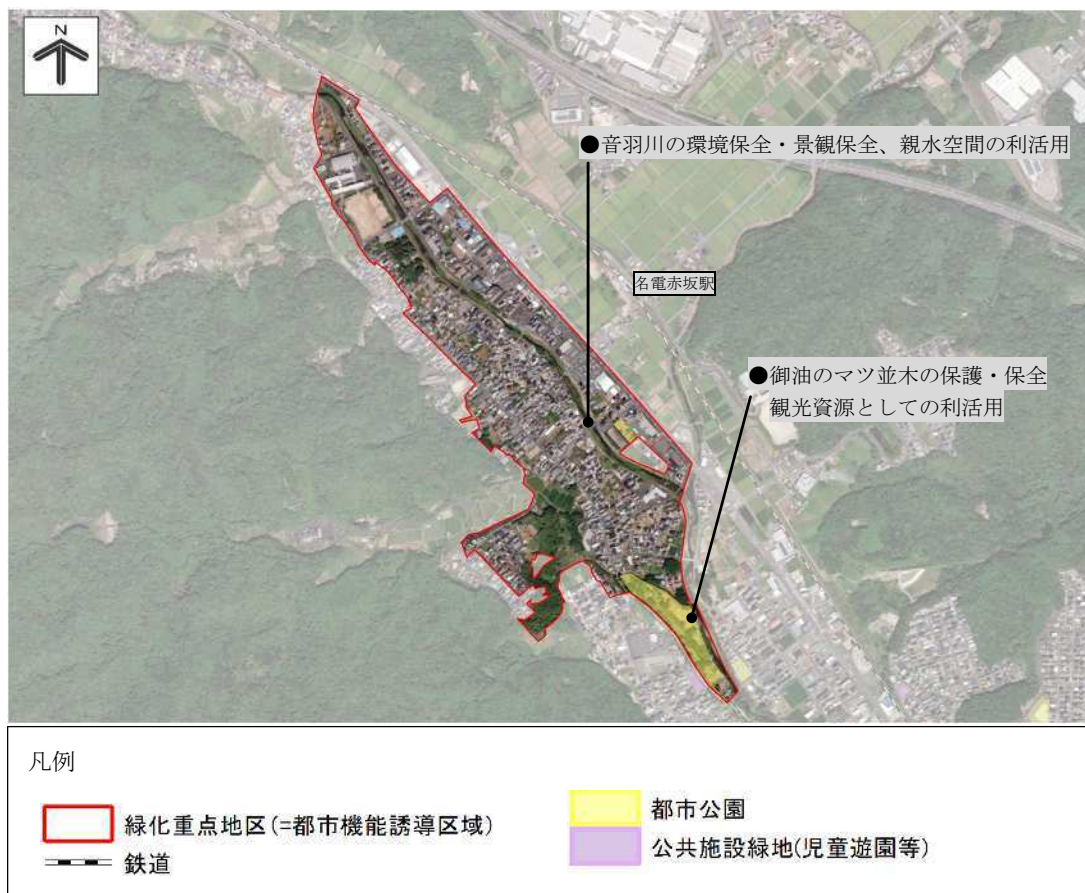 N
●音羽川の環境保全・景観保全、親水空間の利活用
名電赤坂駅
●御油のマツ並木の保護・保全
観光資源としての利活用
凡例
緑化重点地区(=都市機能誘導区域)
鉄道
都市公園
公共施設緑地(児童遊園等)